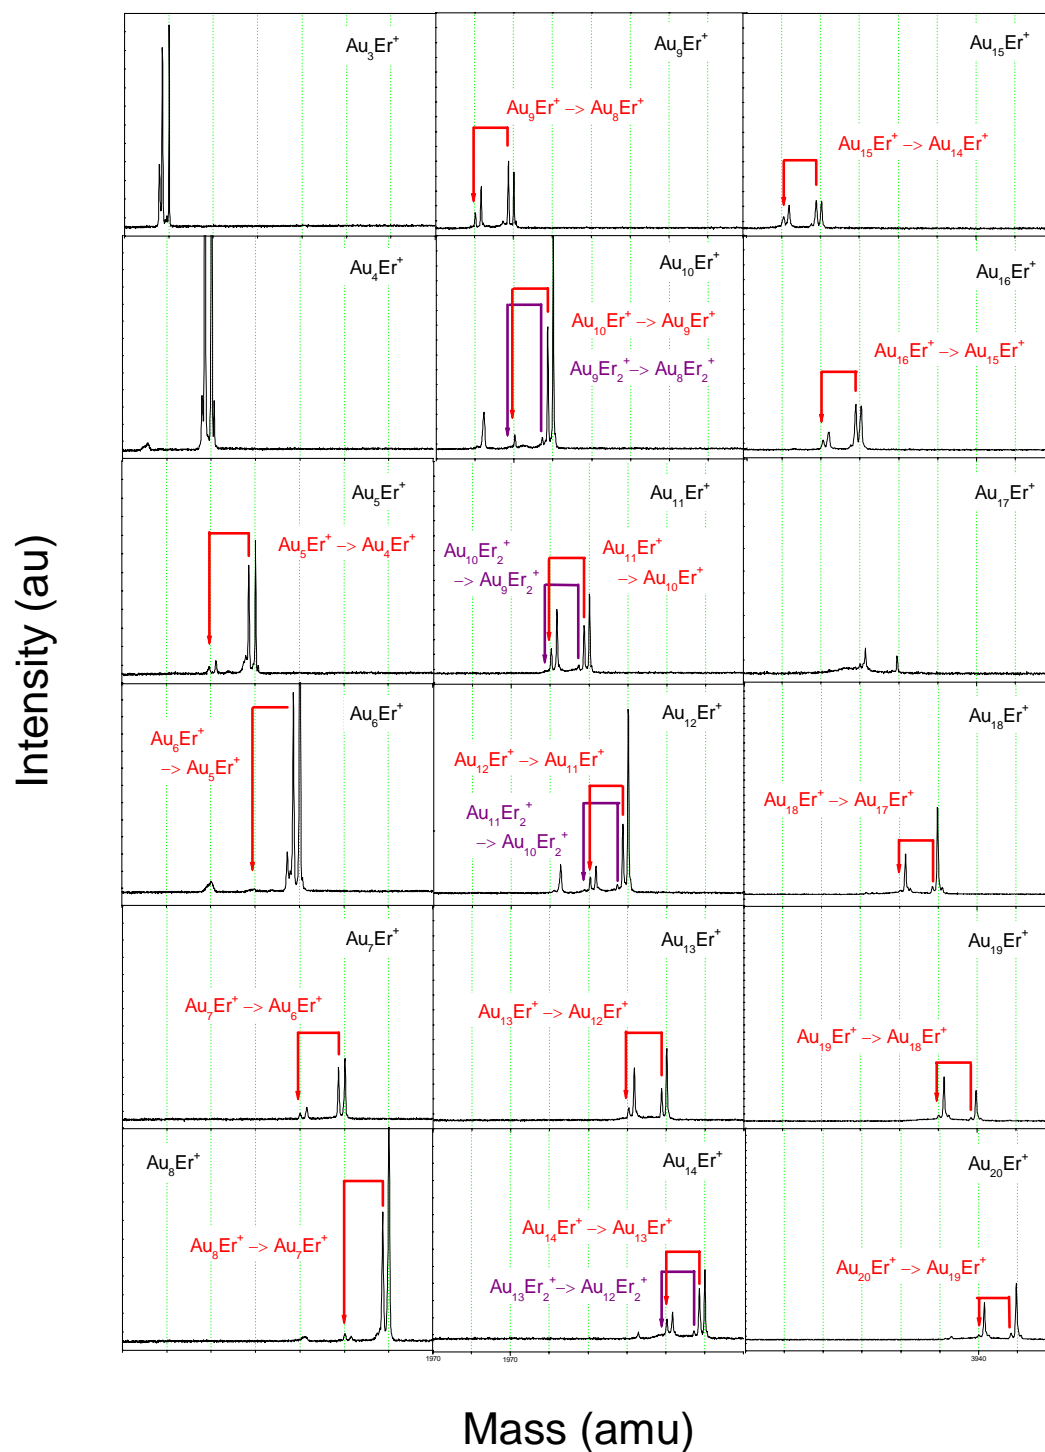 Intensity (au)
Au₃Er⁺
Au₉Er⁺
Au₁₅Er⁺
Au₉Er⁺ –> Au₈Er⁺
Au₁₅Er⁺ –> Au₁₄Er⁺
Au₄Er⁺
Au₁₀Er⁺
Au₁₆Er⁺
Au₁₀Er⁺ –> Au₉Er⁺
Au₉Er₂⁺ –> Au₈Er₂⁺
Au₁₆Er⁺ –> Au₁₅Er⁺
Au₅Er⁺
Au₁₁Er⁺
Au₁₇Er⁺
Au₅Er⁺ –> Au₄Er⁺
Au₁₀Er₂⁺
–> Au₉Er₂⁺
Au₁₁Er⁺
–> Au₁₀Er⁺
Au₆Er⁺
Au₁₂Er⁺
Au₁₈Er⁺
Au₆Er⁺
–> Au₅Er⁺
Au₁₂Er⁺ –> Au₁₁Er⁺
Au₁₁Er₂⁺
–> Au₁₀Er₂⁺
Au₁₈Er⁺ –> Au₁₇Er⁺
Au₇Er⁺
Au₁₃Er⁺
Au₁₉Er⁺
Au₇Er⁺ –> Au₆Er⁺
Au₁₃Er⁺ –> Au₁₂Er⁺
Au₁₉Er⁺ –> Au₁₈Er⁺
Au₈Er⁺
Au₁₄Er⁺
Au₂₀Er⁺
Au₈Er⁺ –> Au₇Er⁺
Au₁₄Er⁺ –> Au₁₃Er⁺
Au₁₃Er₂⁺ –> Au₁₂Er₂⁺
Au₂₀Er⁺ –> Au₁₉Er⁺
1970
1970
3940
Mass (amu)